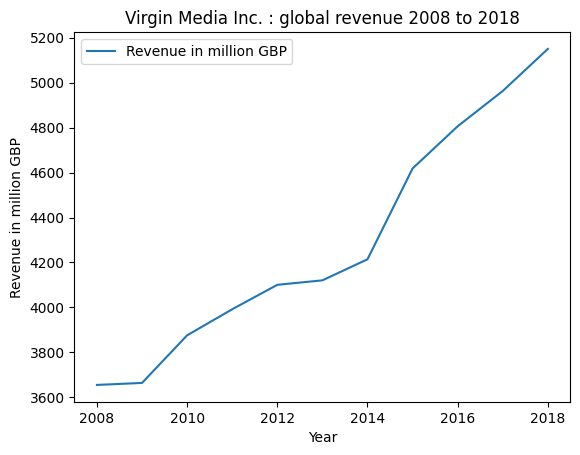 Virgin Media Inc. : global revenue 2008 to 2018
Revenue in million GBP
Revenue in million GBP
5200
5000
4800
4600
4400
4200
4000
3800
3600
2008 2010 2012 2014 2016 2018
Year